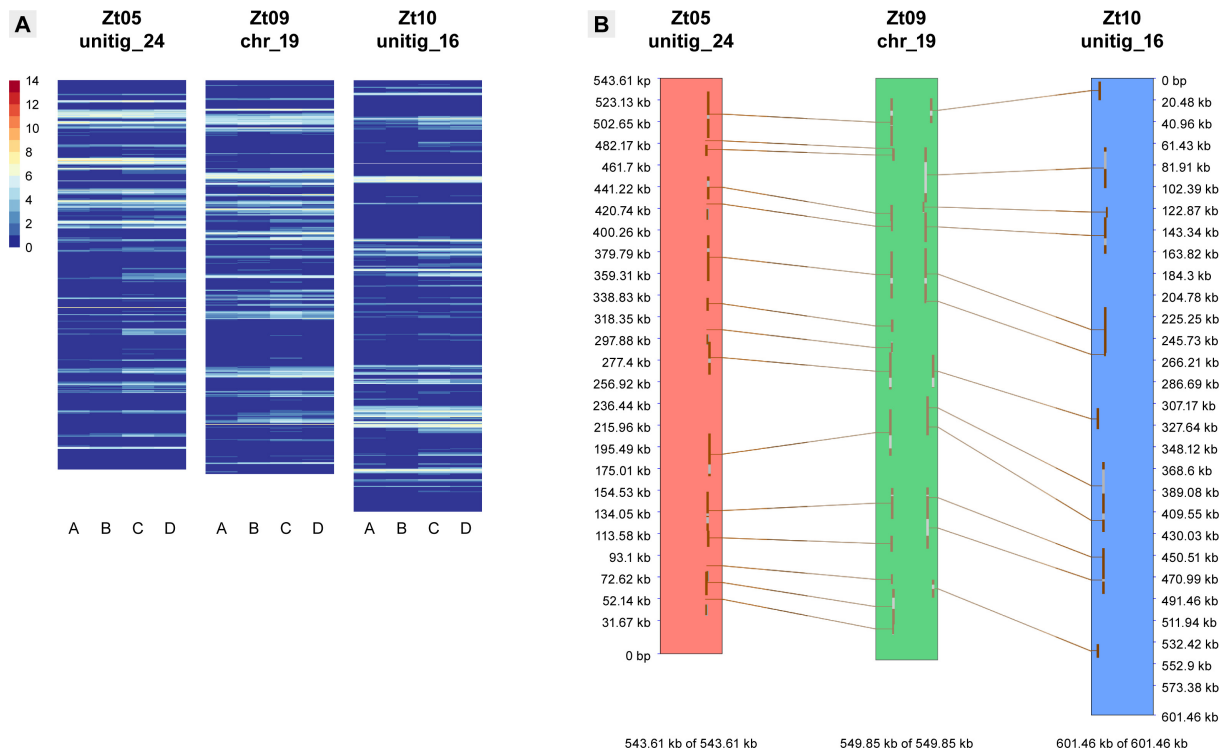 A
Zt05
unitig_24
Zt09
chr_19
Zt10
unitig_16
14
12
10
8
6
4
2
0
A B C D
A B C D
A B C D
B
Zt05
unitig_24
Zt09
chr_19
Zt10
unitig_16
543.61 kp
523.13 kb
502.65 kb
482.17 kb
461.7 kb
441.22 kb
420.74 kb
400.26 kb
379.79 kb
359.31 kb
338.83 kb
318.35 kb
297.88 kb
277.4 kb
256.92 kb
236.44 kb
215.96 kb
195.49 kb
175.01 kb
154.53 kb
134.05 kb
113.58 kb
93.1 kb
72.62 kb
52.14 kb
31.67 kb
0 bp
0 bp
20.48 kb
40.96 kb
61.43 kb
81.91 kb
102.39 kb
122.87 kb
143.34 kb
163.82 kb
184.3 kb
204.78 kb
225.25 kb
245.73 kb
266.21 kb
286.69 kb
307.17 kb
327.64 kb
348.12 kb
368.6 kb
389.08 kb
409.55 kb
430.03 kb
450.51 kb
470.99 kb
491.46 kb
511.94 kb
532.42 kb
552.9 kb
573.38 kb
601.46 kb
543.61 kb of 543.61 kb
549.85 kb of 549.85 kb
601.46 kb of 601.46 kb